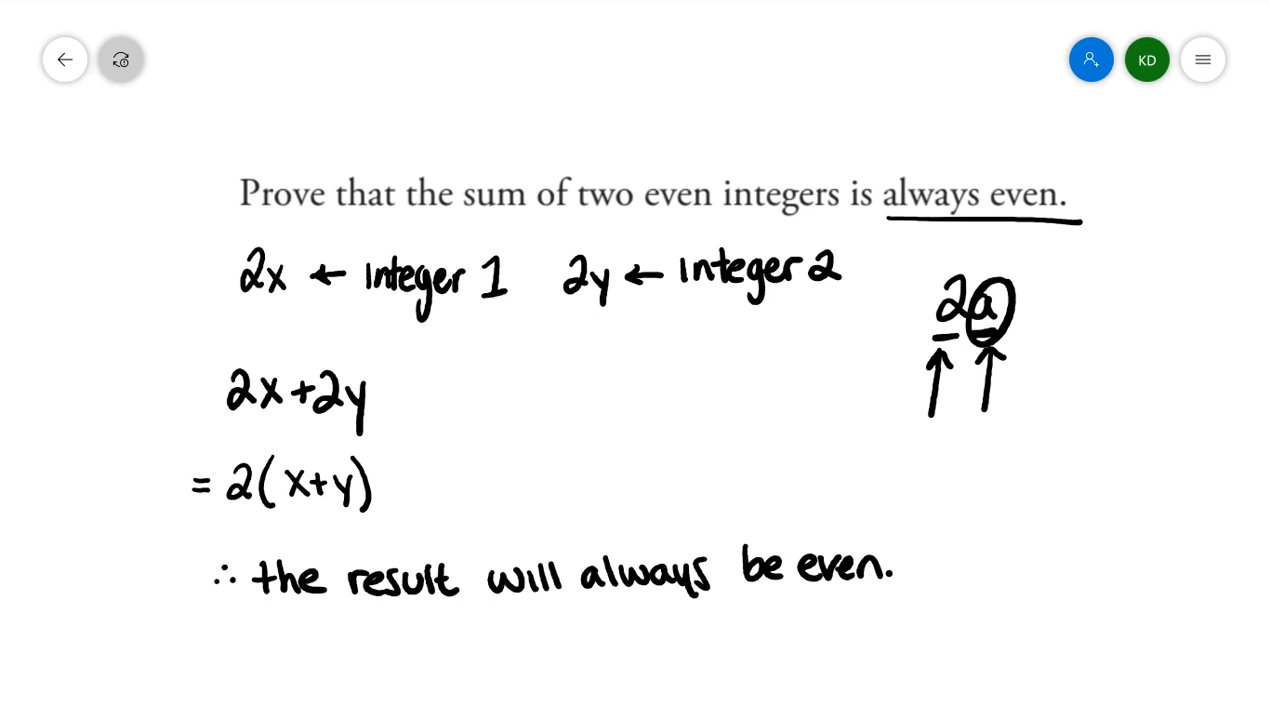 KD
Prove that the sum of two even integers is always even.
2x ← integer 1 2y ← integer 2
2a
2x+2y
= 2(x+y)
∴ the result will always be even.